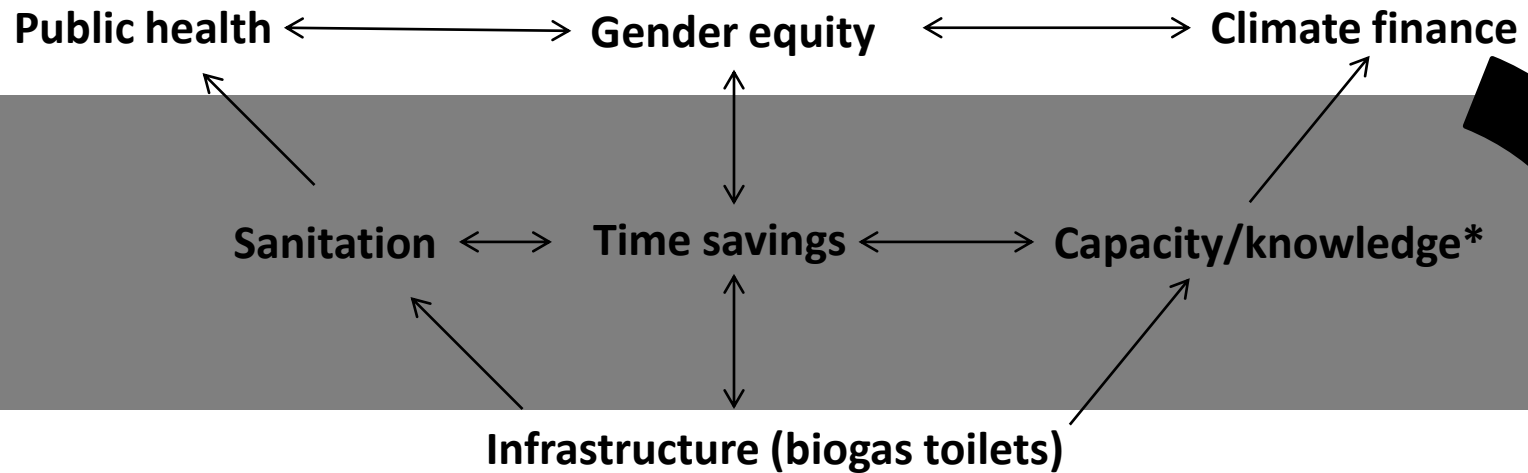 Public health Gender equity Climate finance
Sanitation Time savings Capacity/knowledge*
Infrastructure (biogas toilets)